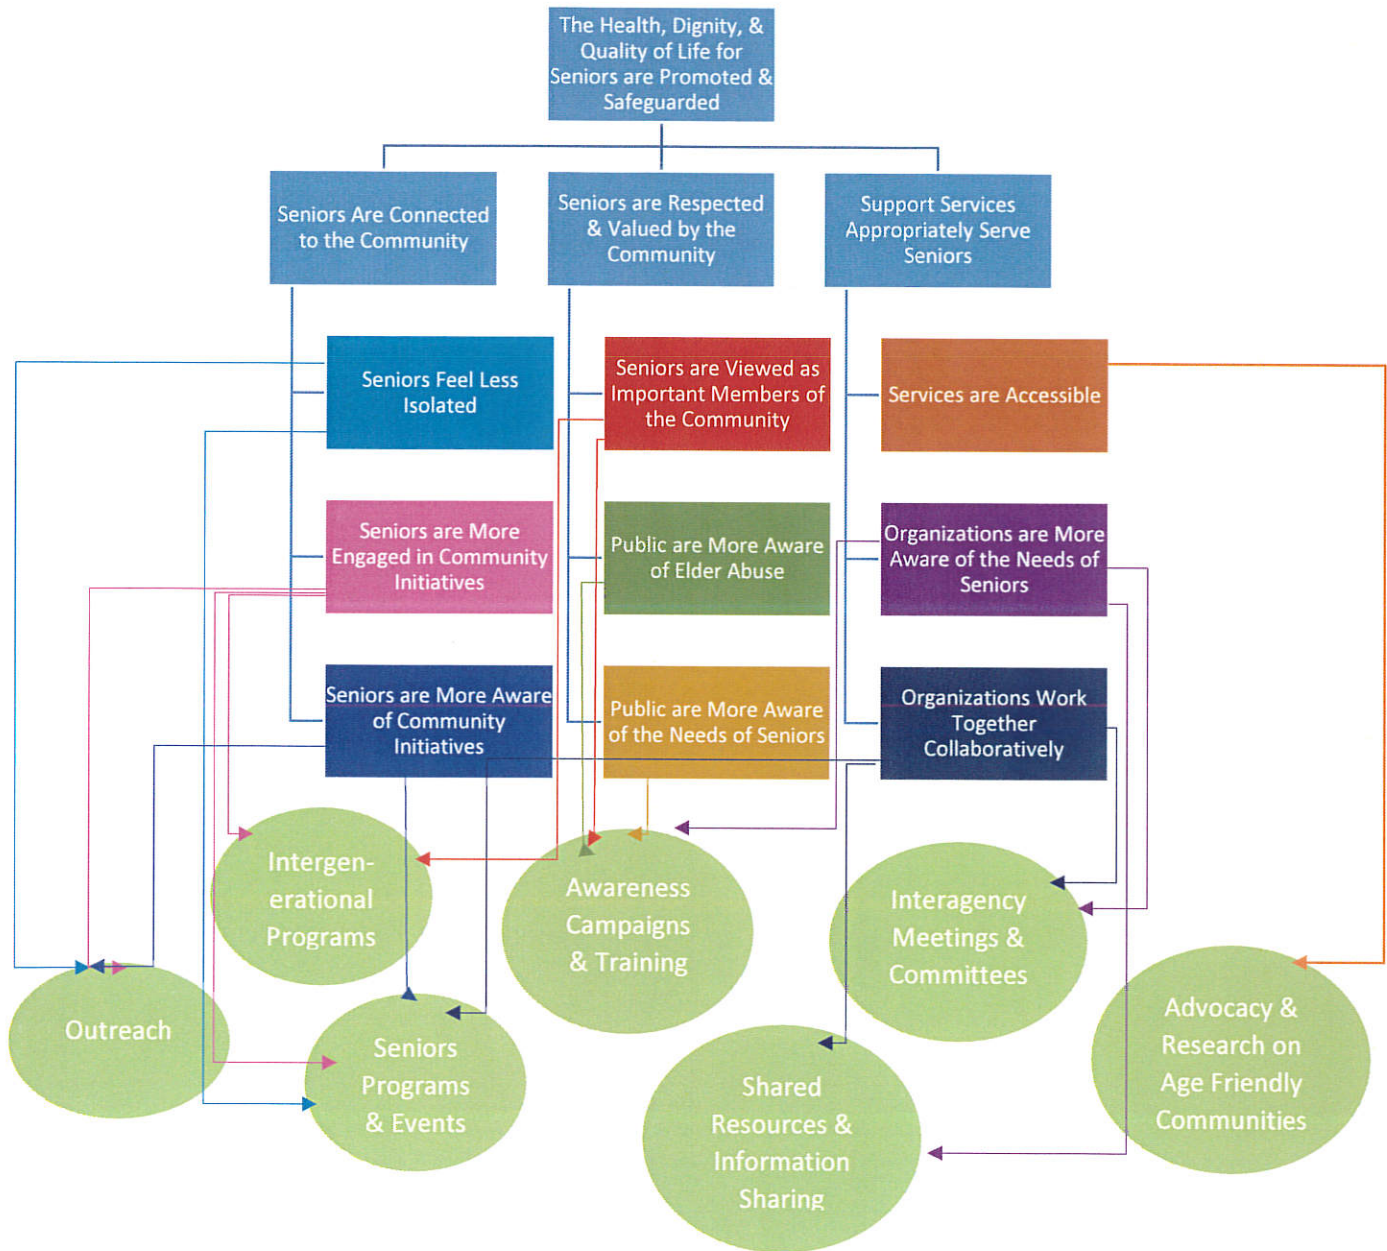 The Health, Dignity, &
Quality of Life for
Seniors are Promoted &
Safeguarded
Seniors Are Connected
to the Community
Seniors are Respected
& Valued by the
Community
Support Services
Appropriately Serve
Seniors
Seniors Feel Less
Isolated
Seniors are Viewed as
Important Members of
the Community
Services are Accessible
Seniors are More
Engaged in Community
Initiatives
Public are More Aware
of Elder Abuse
Organizations are More
Aware of the Needs of
Seniors
Seniors are More Aware
of Community
Initiatives
Public are More Aware
of the Needs of Seniors
Organizations Work
Together
Collaboratively
Intergen-
erational
Programs
Awareness
Campaigns
& Training
Interagency
Meetings &
Committees
Outreach
Seniors
Programs
& Events
Shared
Resources &
Information
Sharing
Advocacy &
Research on
Age Friendly
Communities